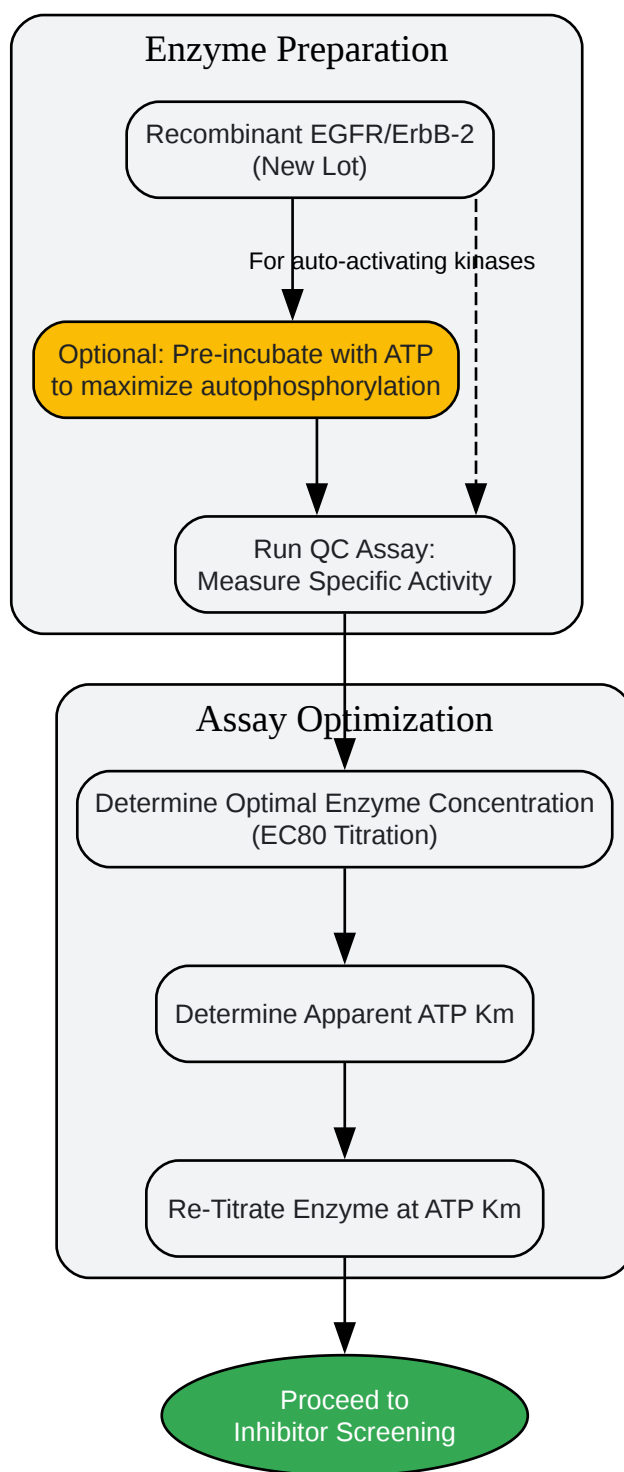 Enzyme Preparation
Recombinant EGFR/ErbB-2
(New Lot)
For auto-activating kinases
Optional: Pre-incubate with ATP
to maximize autophosphorylation
Run QC Assay:
Measure Specific Activity
Assay Optimization
Determine Optimal Enzyme Concentration
(EC80 Titration)
Determine Apparent ATP Km
Re-Titrate Enzyme at ATP Km
Proceed to
Inhibitor Screening